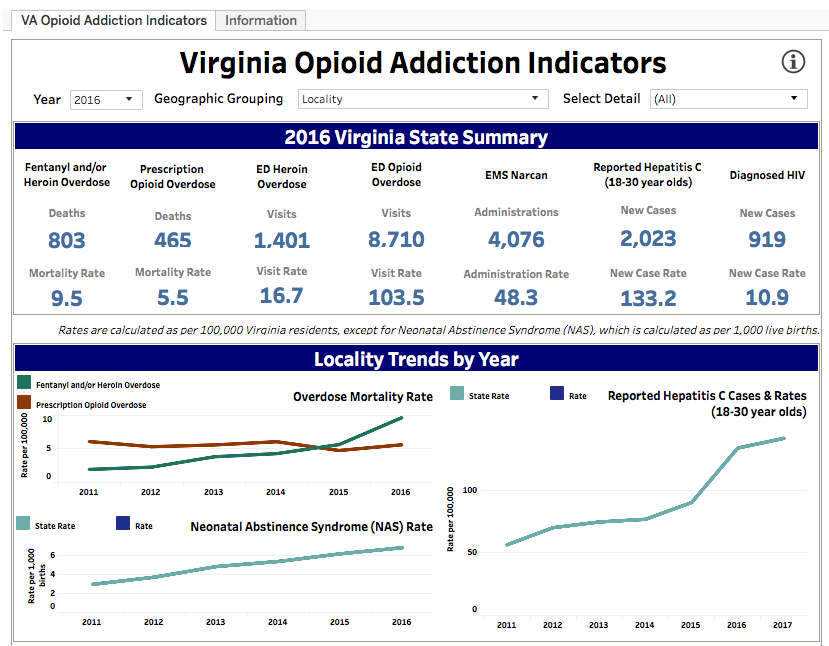 VA Opioid Addiction Indicators Information
Virginia Opioid Addiction Indicators
Year 2016 Geographic Grouping Locality Select Detail (All)
2016 Virginia State Summary
Fentanyl and/or Heroin Overdose
Deaths
803
Mortality Rate
9.5
Prescription Opioid Overdose
Deaths
465
Mortality Rate
5.5
ED Heroin Overdose
Visits
1,401
Visit Rate
16.7
ED Opioid Overdose
Visits
8,710
Visit Rate
103.5
EMS Narcan
Administrations
4,076
Administration Rate
48.3
Reported Hepatitis C (18-30 year olds)
New Cases
2,023
New Case Rate
133.2
Diagnosed HIV
New Cases
919
New Case Rate
10.9
Rates are calculated as per 100,000 Virginia residents, except for Neonatal Abstinence Syndrome (NAS), which is calculated as per 1,000 live births.
Locality Trends by Year
Fentanyl and/or Heroin Overdose
Prescription Opioid Overdose
Overdose Mortality Rate
Rate per 100,000
10
5
0
2011 2012 2013 2014 2015 2016
State Rate Rate
Neonatal Abstinence Syndrome (NAS) Rate
Rate per 1,000
births
6
4
2
0
2011 2012 2013 2014 2015 2016
State Rate Rate
Reported Hepatitis C Cases & Rates
(18-30 year olds)
Rate per 100,000
100
50
0
2011 2012 2013 2014 2015 2016 2017